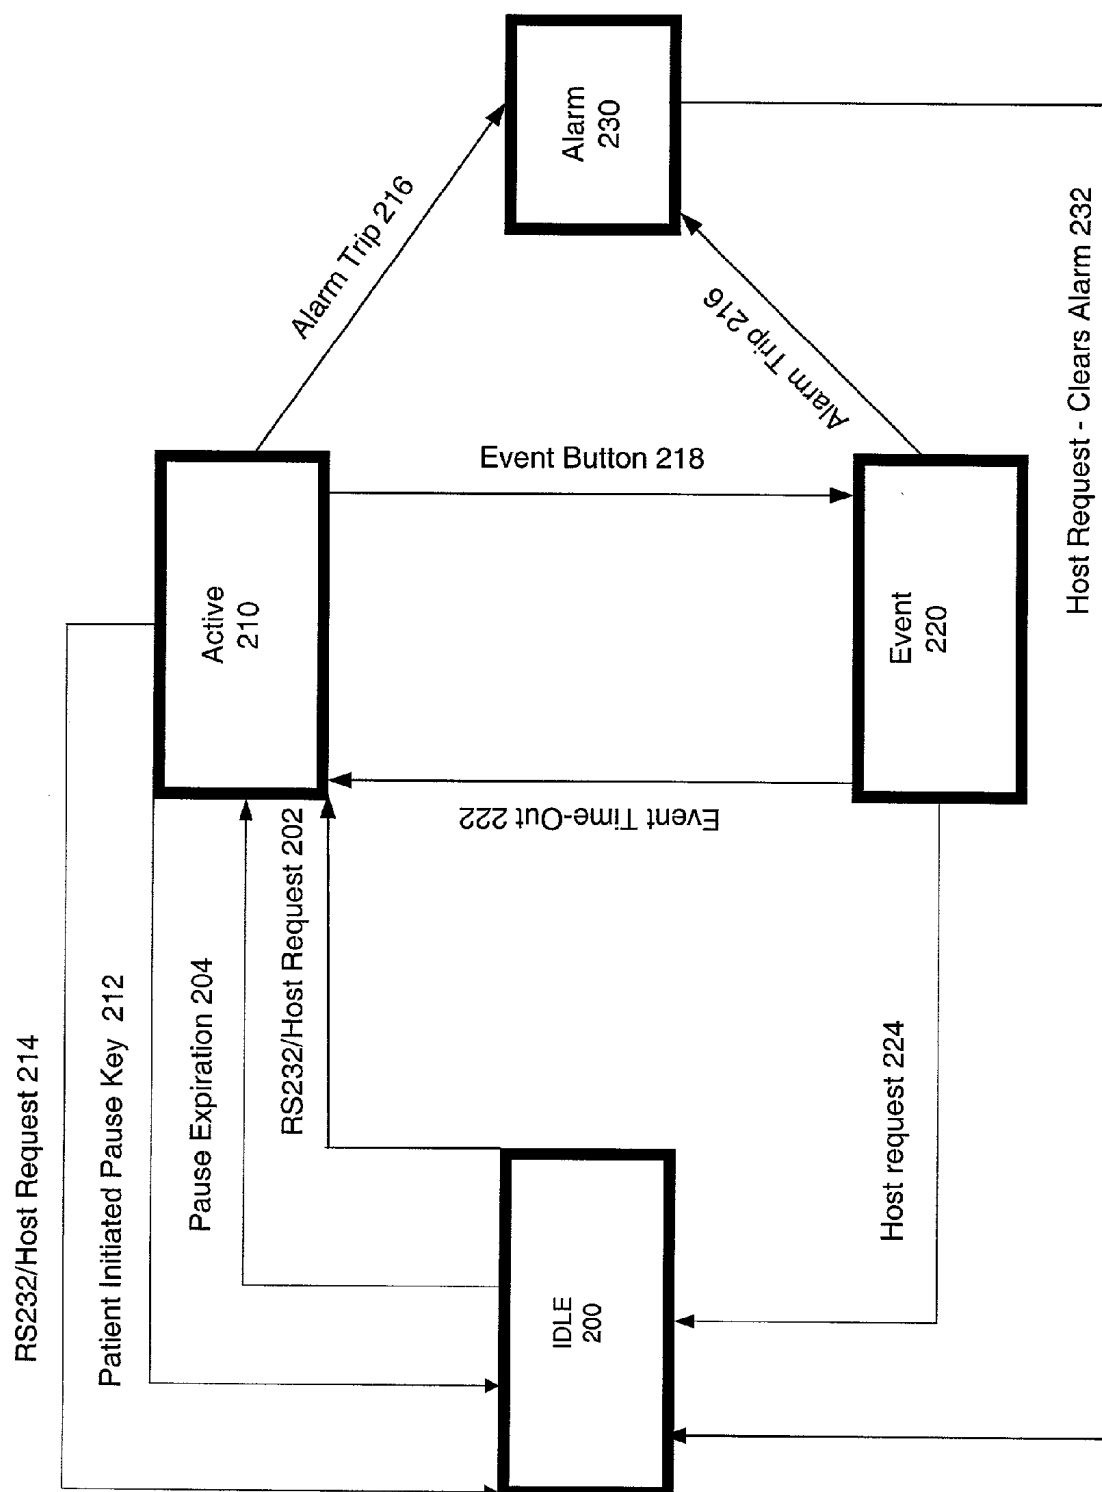 RS232/Host Request 214
Patient Initiated Pause Key 212
Pause Expiration 204
RS232/Host Request 202
Active
210
Alarm Trip 216
Alarm
230
Event Button 218
Alarm Trip 216
Event Time-Out 222
IDLE
200
Event
220
Host request 224
Host Request - Clears Alarm 232